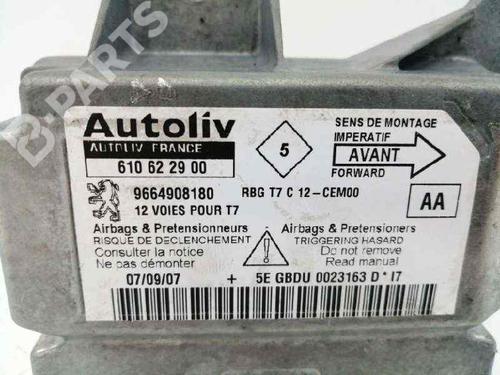 B-PARTS
Autoliv
AUTOLIV FRANCE
610 62 29 00
5
SENS DE MONTAGE
IMPERATIF
AVANT
FORWARD
9664908180
RBG T7 C 12-CEM00
12 VOIES POUR T7
AA
Airbags & Pretensionneurs
RISQUE DE DECLENCHEMENT
Consulter la notice
Ne pas démonter
!
Airbags & Pretensioners
TRIGGERING HASARD
Do not remove
Read manual
07/09/07 + 5E GBDU 0023163 D * 17